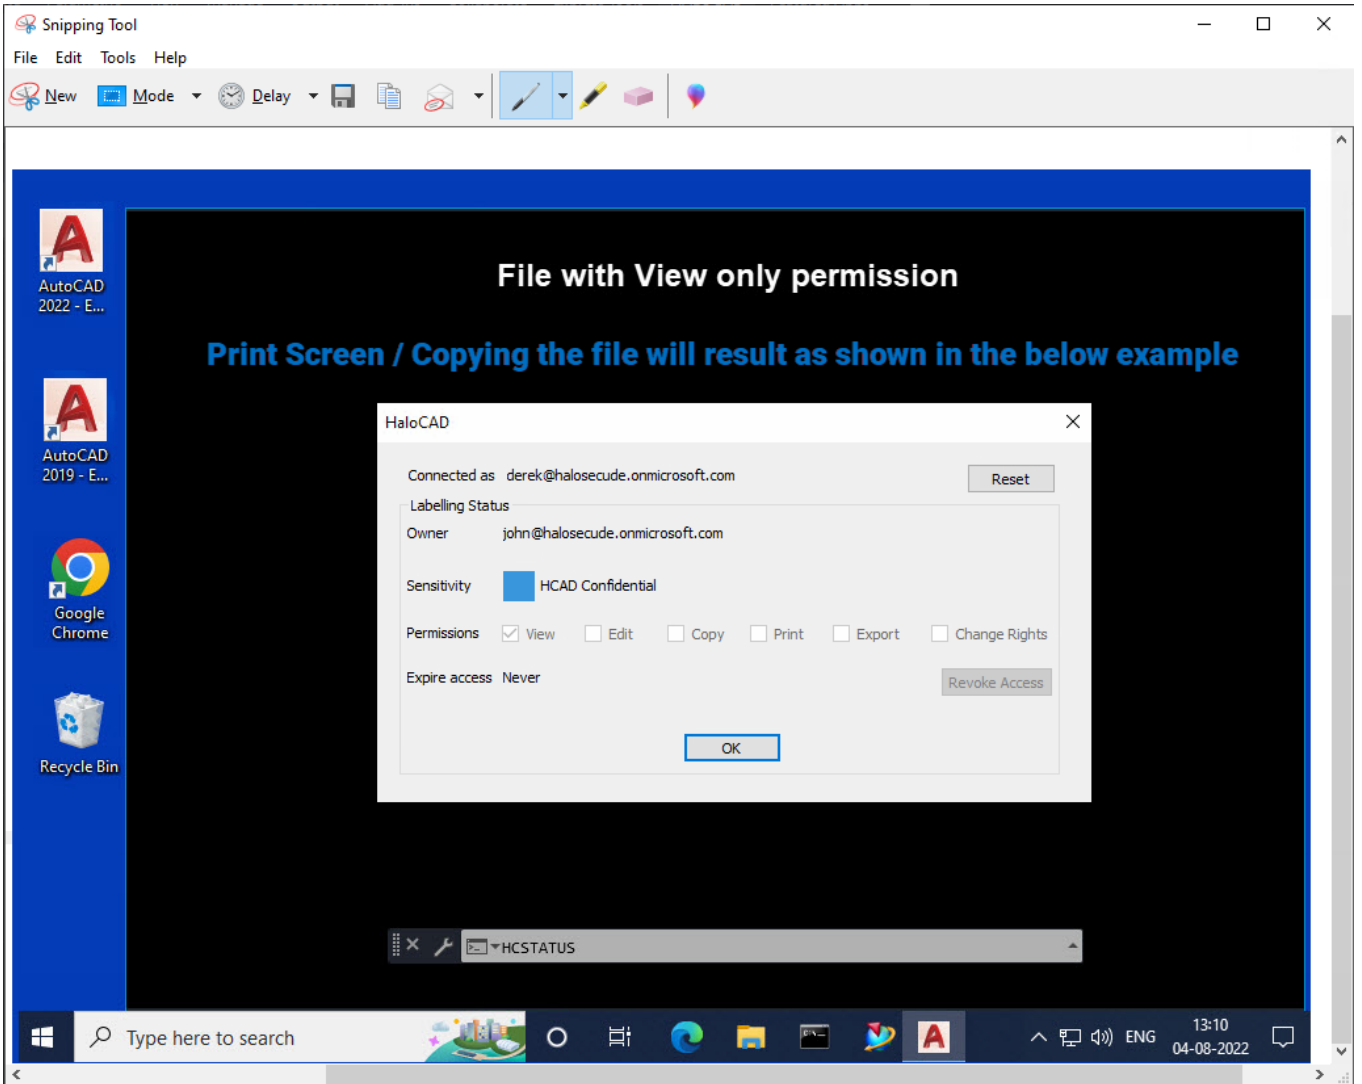 Snipping Tool
File Edit Tools Help
New Mode Delay
File with View only permission
Print Screen / Copying the file will result as shown in the below example
AutoCAD
2022 - E...
AutoCAD
2019 - E...
Google
Chrome
Recycle Bin
HaloCAD
Connected as derek@halosecude.onmicrosoft.com Reset
Labelling Status
Owner john@halosecude.onmicrosoft.com
Sensitivity HCAD Confidential
Permissions View Edit Copy Print Export Change Rights
Expire access Never Revoke Access
OK
HCSTATUS
Type here to search
ENG
13:10
04-08-2022